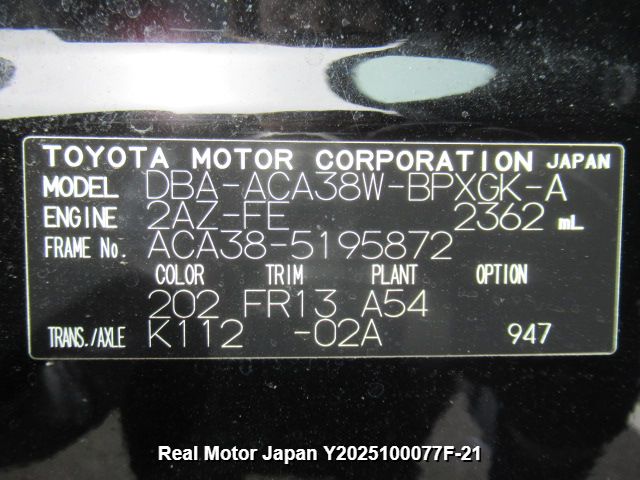 TOYOTA MOTOR CORPORATION JAPAN
MODEL DBA-ACA38W-BPXGK-A
ENGINE 2AZ-FE 2362 mL
FRAME No. ACA38-5195872
COLOR TRIM PLANT OPTION
202 FR13 A54
TRANS./AXLE K112 -02A 947
Real Motor Japan Y2025100077F-21